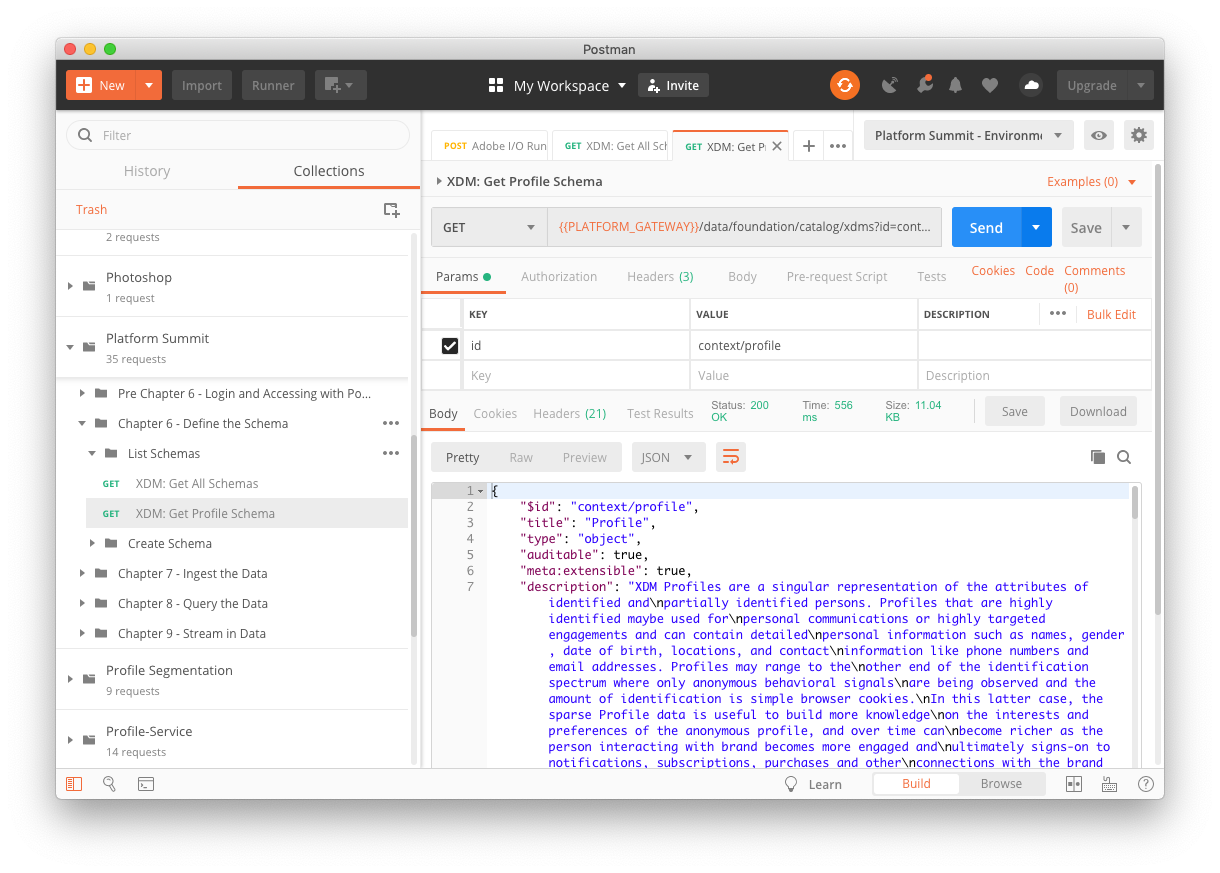 Postman
New
Import
Runner
My Workspace
Invite
Upgrade
Filter
History
Collections
Trash
2 requests
Photoshop
1 request
Platform Summit
35 requests
Pre Chapter 6 - Login and Accessing with Po...
Chapter 6 - Define the Schema
List Schemas
GET XDM: Get All Schemas
GET XDM: Get Profile Schema
Create Schema
Chapter 7 - Ingest the Data
Chapter 8 - Query the Data
Chapter 9 - Stream in Data
Profile Segmentation
9 requests
Profile-Service
14 requests
POST Adobe I/O Run
GET XDM: Get All Sch
GET XDM: Get P
Platform Summit - Environm
XDM: Get Profile Schema
Examples (0)
GET
{{PLATFORM_GATEWAY}}/data/foundation/catalog/xdms?id=cont...
Send
Save
Params
Authorization
Headers (3)
Body
Pre-request Script
Tests
Cookies
Code
Comments
(0)
KEY
VALUE
DESCRIPTION
Bulk Edit
id
context/profile
Key
Value
Description
Body
Cookies
Headers (21)
Test Results
Status: 200
OK
Time: 556
ms
Size: 11.04
KB
Save
Download
Pretty
Raw
Preview
JSON
1 {
2 "$id": "context/profile",
3 "title": "Profile",
4 "type": "object",
5 "auditable": true,
6 "meta:extensible": true,
7 "description": "XDM Profiles are a singular representation of the attributes of
identified and\npartially identified persons. Profiles that are highly
identified maybe used for\npersonal communications or highly targeted
engagements and can contain detailed\npersonal information such as names, gender
, date of birth, locations, and contact\ninformation like phone numbers and
email addresses. Profiles may range to the\nother end of the identification
spectrum where only anonymous behavioral signals\nare being observed and the
amount of identification is simple browser cookies.\nIn this latter case, the
sparse Profile data is useful to build more knowledge\non the interests and
preferences of the anonymous profile, and over time can\nbecome richer as the
person interacting with brand becomes more engaged and\nultimately signs-on to
notifications, subscriptions, purchases and other\nconnections with the brand
Learn
Build
Browse